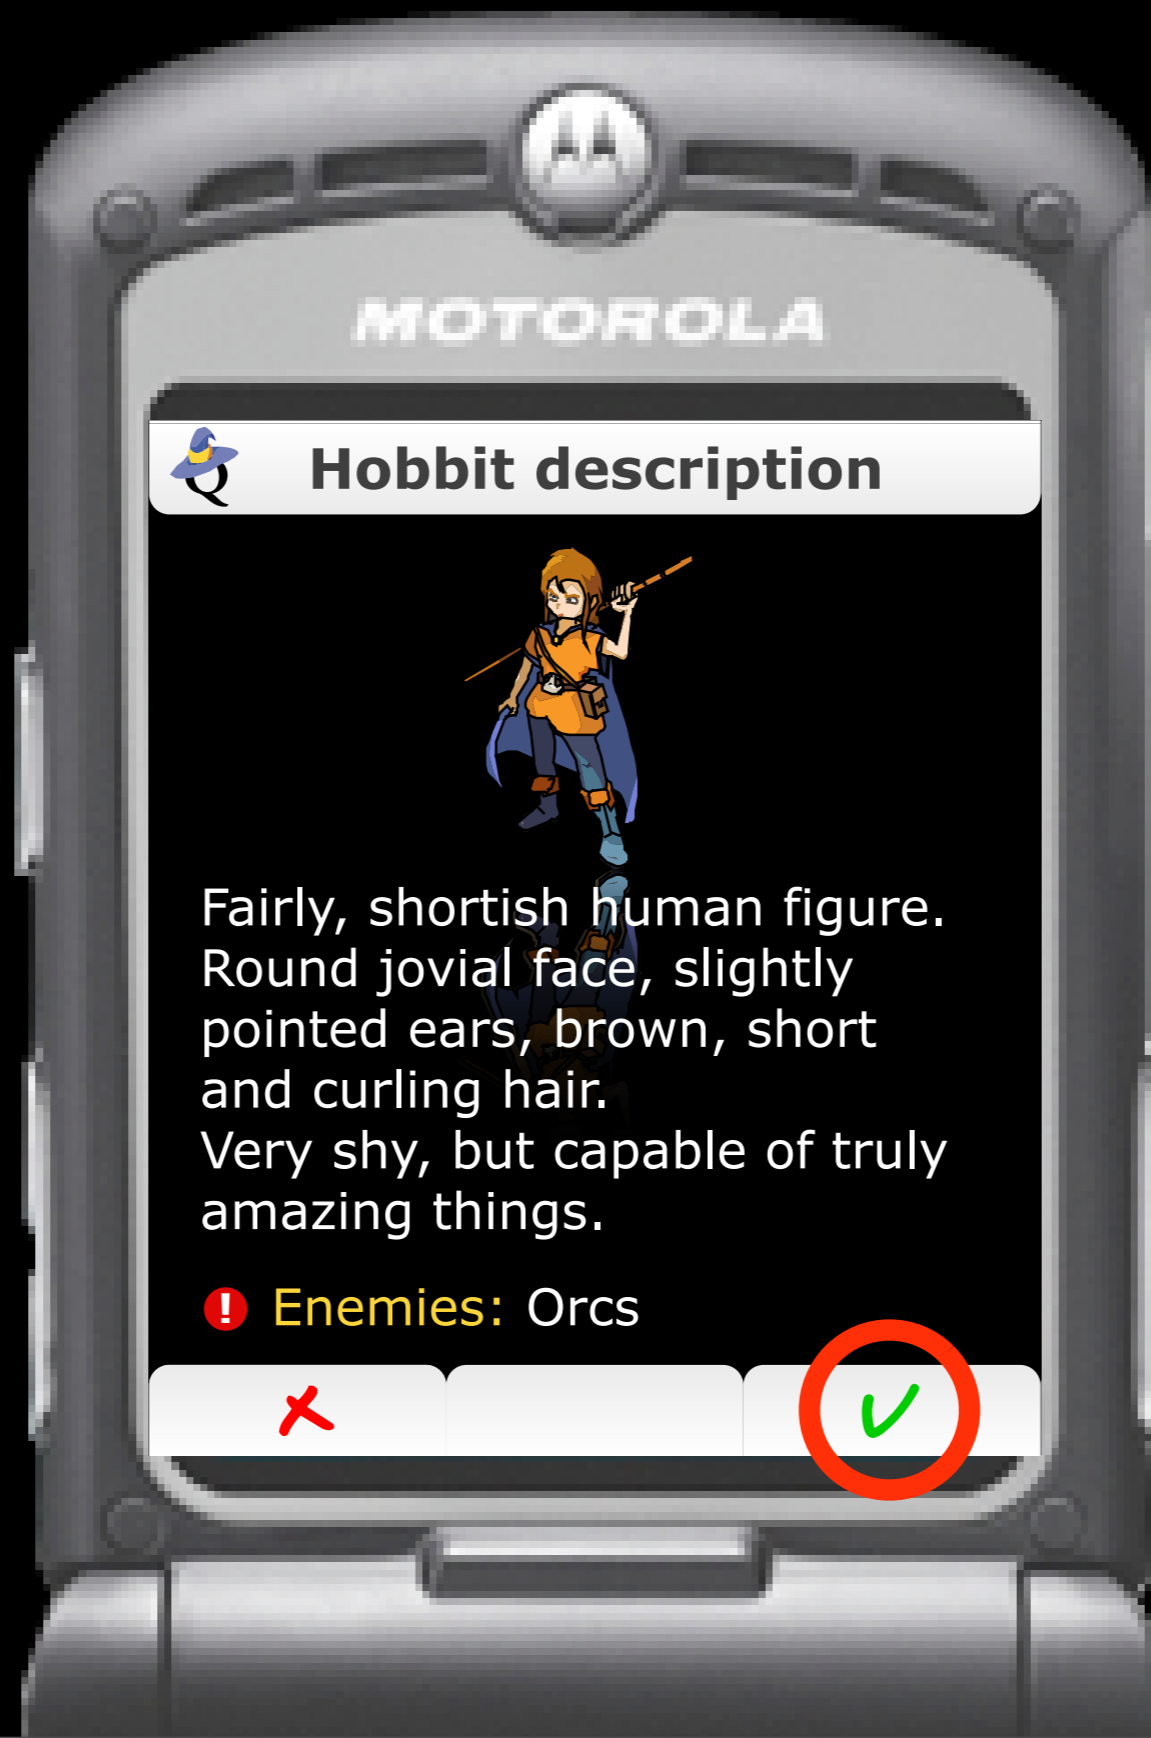 MOTOROLA
Q Hobbit description
Fairly, shortish human figure.
Round jovial face, slightly
pointed ears, brown, short
and curling hair.
Very shy, but capable of truly
amazing things.
! Enemies: Orcs